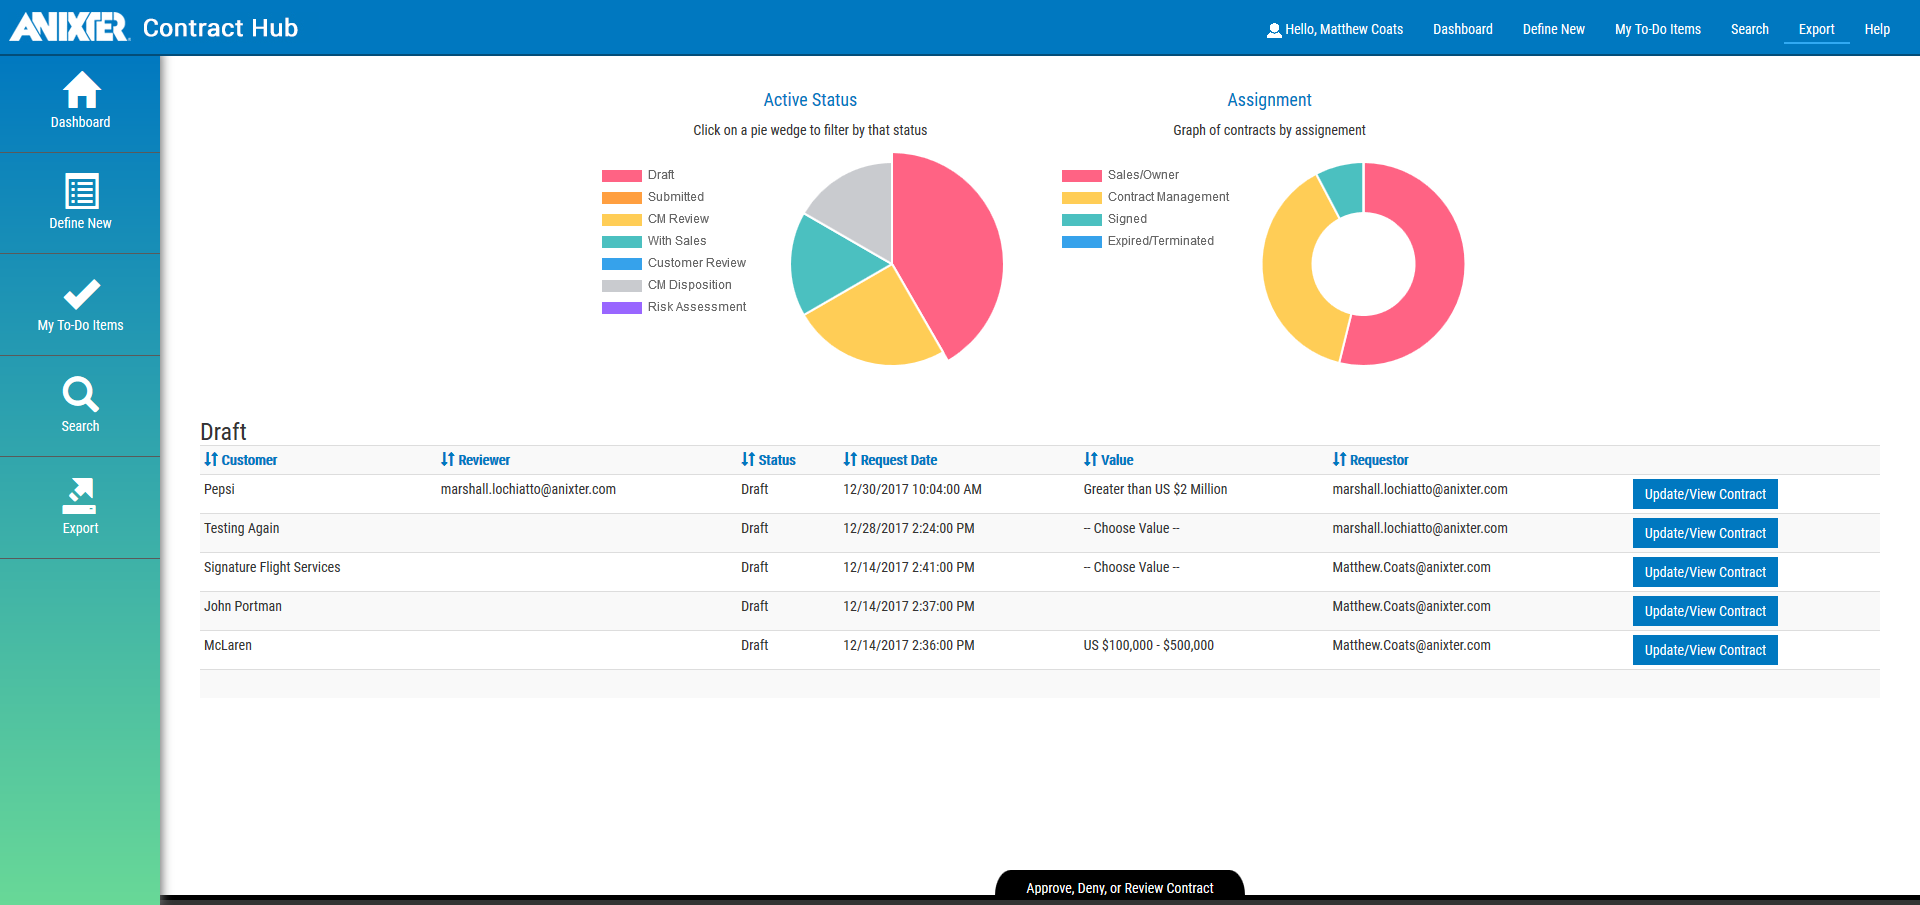 ANIXTER Contract Hub
Hello, Matthew Coats Dashboard Define New My To-Do Items Search Export Help
Dashboard
Define New
My To-Do Items
Search
Export
Active Status
Click on a pie wedge to filter by that status
Draft
Submitted
CM Review
With Sales
Customer Review
CM Disposition
Risk Assessment
Assignment
Graph of contracts by assignement
Sales/Owner
Contract Management
Signed
Expired/Terminated
Draft
Customer Reviewer Status Request Date Value Requestor
Pepsi marshall.lochiatto@anixter.com Draft 12/30/2017 10:04:00 AM Greater than US $2 Million marshall.lochiatto@anixter.com Update/View Contract
Testing Again Draft 12/28/2017 2:24:00 PM -- Choose Value -- marshall.lochiatto@anixter.com Update/View Contract
Signature Flight Services Draft 12/14/2017 2:41:00 PM -- Choose Value -- Matthew.Coats@anixter.com Update/View Contract
John Portman Draft 12/14/2017 2:37:00 PM Matthew.Coats@anixter.com Update/View Contract
McLaren Draft 12/14/2017 2:36:00 PM US $100,000 - $500,000 Matthew.Coats@anixter.com Update/View Contract
Approve, Deny, or Review Contract